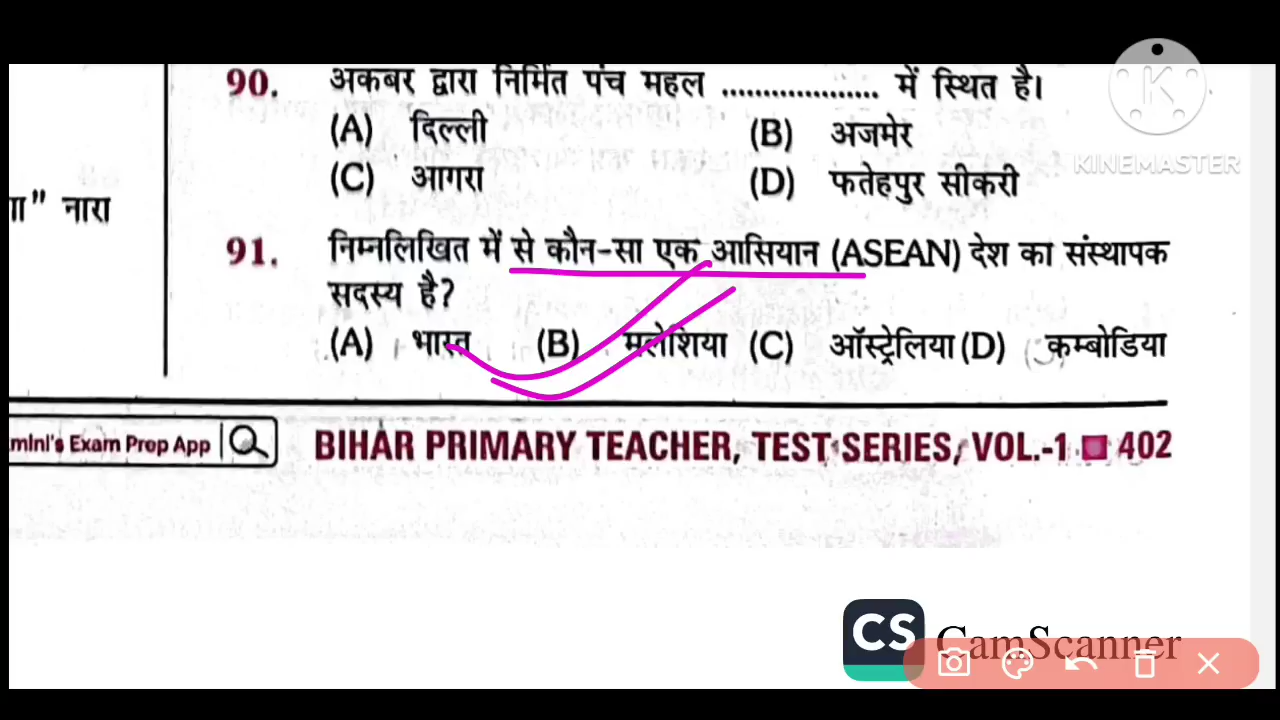 90. अकबर द्वारा निर्मित पंच महल ................... में स्थित है।
(A) दिल्ली (B) अजमेर
(C) आगरा (D) फतेहपुर सीकरी
गा” नारा
91. निम्नलिखित में से कौन-सा एक आसियान (ASEAN) देश का संस्थापक
सदस्य है?
(A) भारत (B) मलेशिया (C) ऑस्ट्रेलिया (D) कम्बोडिया
mini's Exam Prep App
BIHAR PRIMARY TEACHER, TEST SERIES, VOL.-1 ■ 402
K
KINEMASTER
CS CamScanner